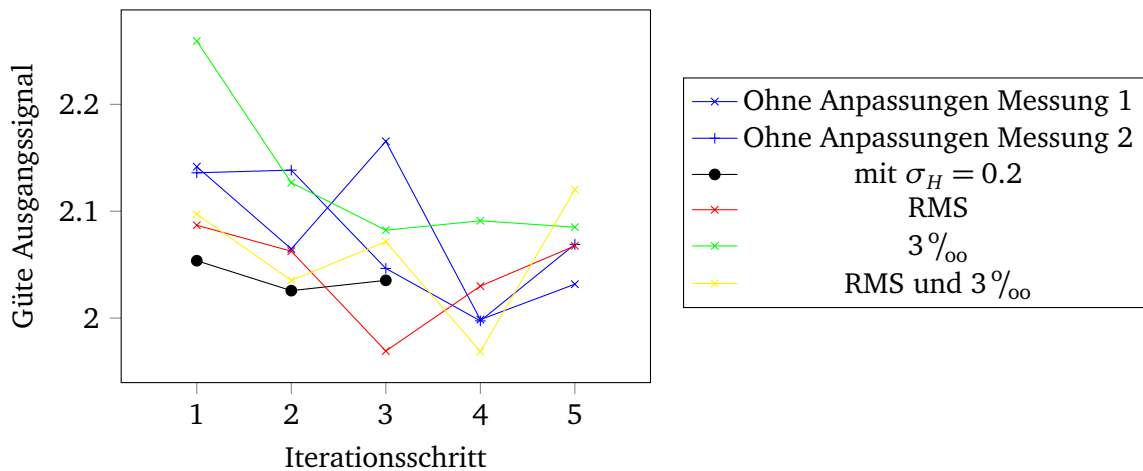 2.2
2.1
2
Güte Ausgangssignal
1 2 3 4 5
Iterationsschritt
Ohne Anpassungen Messung 1
Ohne Anpassungen Messung 2
mit σ_H = 0.2
RMS
3 ‰
RMS und 3 ‰